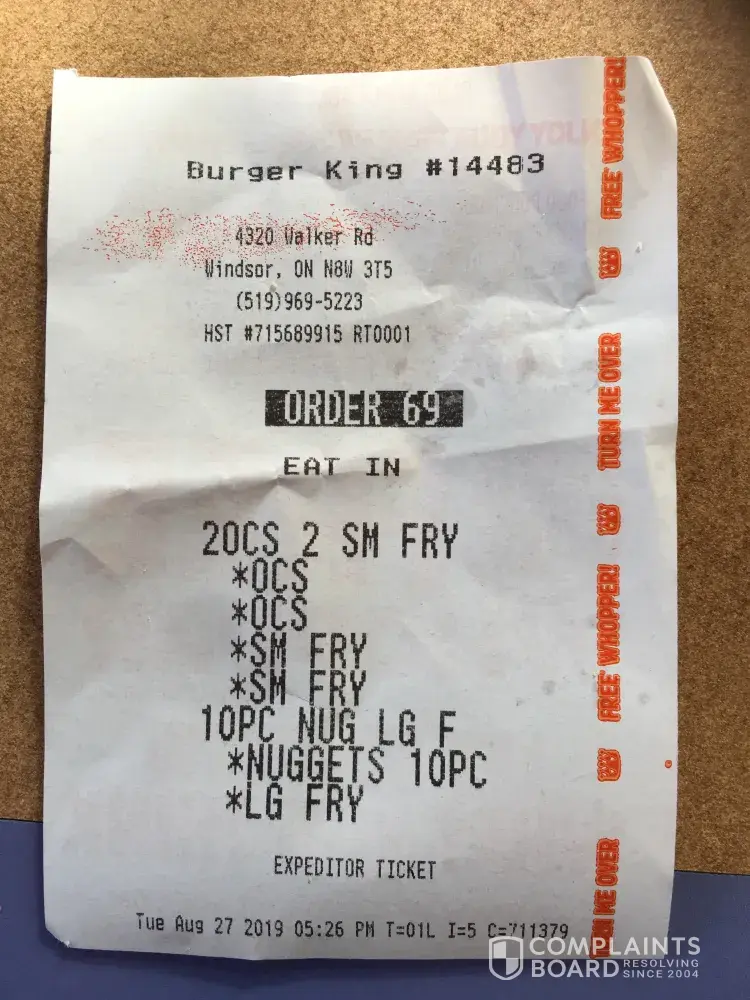 Burger King #14483
4320 Walker Rd
Windsor, ON N8W 3T5
(519)969-5223
HST #715689915 RT0001
ORDER 69
EAT IN
2OCS 2 SM FRY
*OCS
*OCS
*SM FRY
*SM FRY
10PC NUG LG F
*NUGGETS 10PC
*LG FRY
EXPEDITOR TICKET
Tue Aug 27 2019 05:26 PM T=01L I=5 C=711379
FREE WHOPPER!
TURN ME OVER
FREE WHOPPER!
TURN ME OVER
COMPLAINTS
BOARD RESOLVING
SINCE 2004